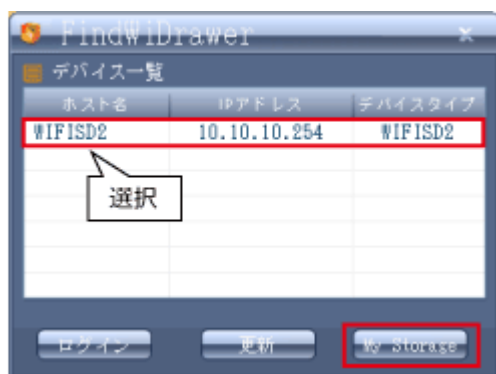 FindWiDrawer
デバイス一覧
ホスト名 IPアドレス デバイスタイプ
WIFISD2 10.10.10.254 WIFISD2
選択
ログイン 更新 My Storage